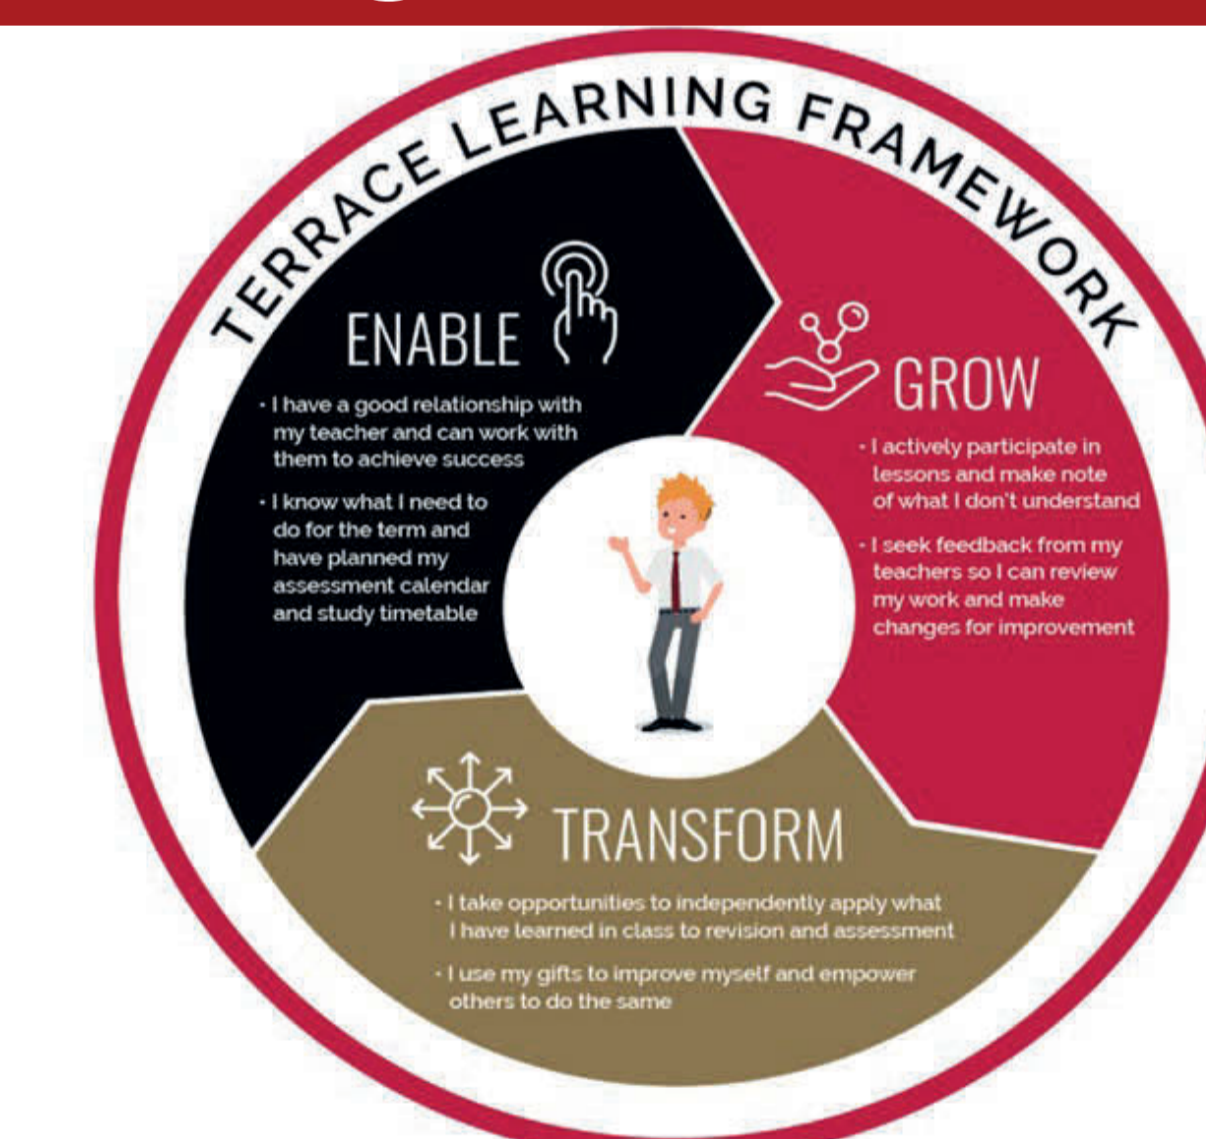 TERRACE LEARNING FRAMEWORK
ENABLE
• I have a good relationship with
my teacher and can work with
them to achieve success
• I know what I need to
do for the term and
have planned my
assessment calendar
and study timetable
GROW
• I actively participate in
lessons and make note
of what I don't understand
• I seek feedback from my
teachers so I can review
my work and make
changes for improvement
TRANSFORM
• I take opportunities to independently apply what
I have learned in class to revision and assessment
• I use my gifts to improve myself and empower
others to do the same